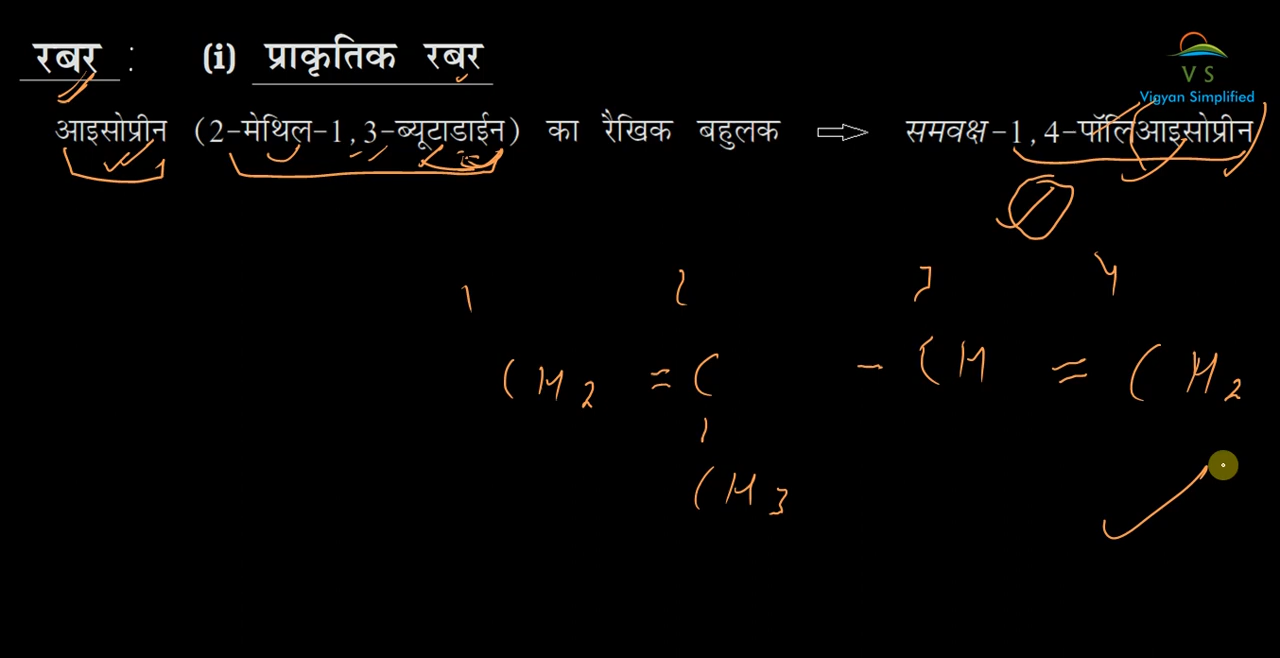 रबर : (i) प्राकृतिक रबर
V S
Vigyan Simplified
आइसोप्रीन (2-मेथिल-1,3-ब्यूटाडाईन) का रैखिक बहुलक ⇨ समवक्ष-1,4-पॉलिआइसोप्रीन
1 2 3 4
CH2 = C - CH = CH2
CH3